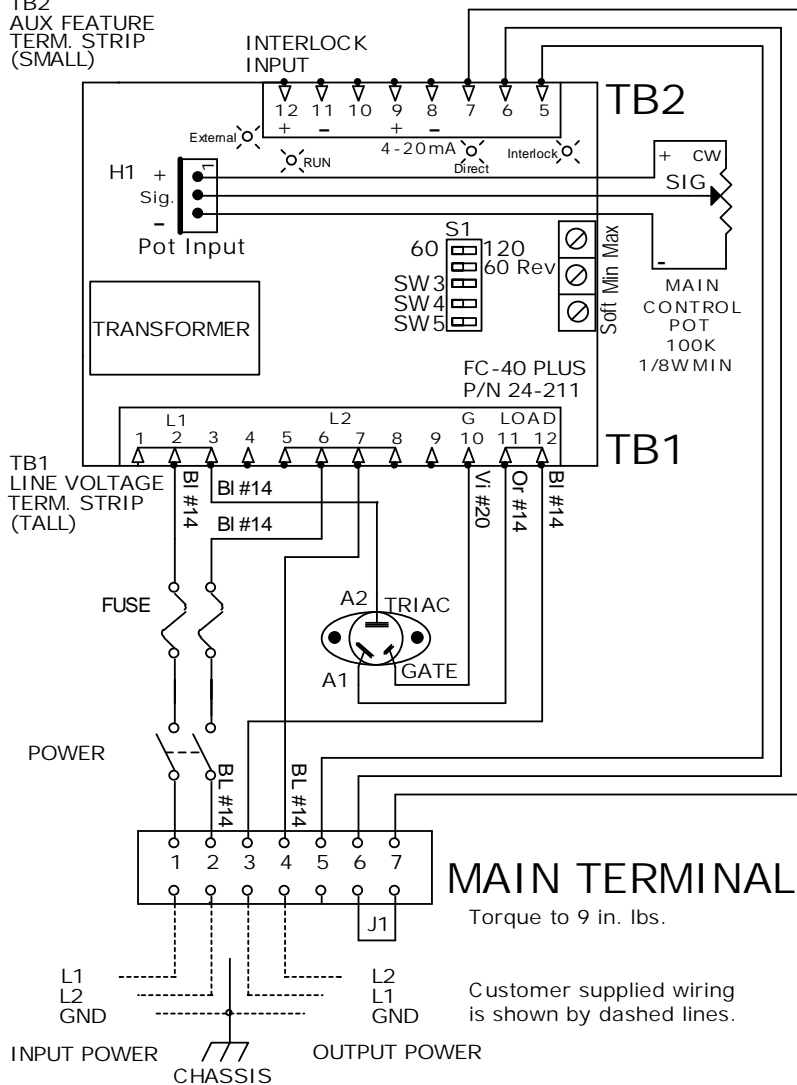 TB2
AUX FEATURE
TERM. STRIP
(SMALL)
INTERLOCK
INPUT
TB2
12 11 10 9 8 7 6 5
+ - + -
External
RUN
4-20mA
Direct
Interlock
H1
+
Sig.
-
1
Pot Input
+ CW
SIG
-
MAIN
CONTROL
POT
100K
1/8W MIN
S1
60 120
60 Rev
SW3
SW4
SW5
Soft Min Max
TRANSFORMER
FC-40 PLUS
P/N 24-211
L1 L2 G LOAD
1 2 3 4 5 6 7 8 9 10 11 12
TB1
TB1
LINE VOLTAGE
TERM. STRIP
(TALL)
Bl #14
Bl #14
Bl #14
Vi #20
Or #14
Bl #14
FUSE
A2 TRIAC
A1 GATE
POWER
BL #14
BL #14
1 2 3 4 5 6 7
J1
MAIN TERMINAL
Torque to 9 in. lbs.
L1
L2
GND
INPUT POWER
CHASSIS
L2
L1
GND
OUTPUT POWER
Customer supplied wiring
is shown by dashed lines.